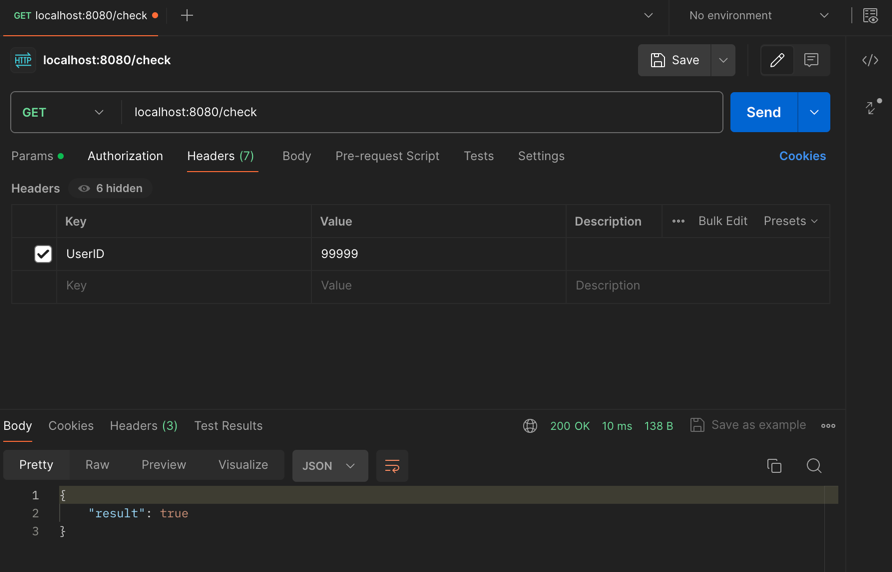 GET localhost:8080/check
No environment
HTTP localhost:8080/check
Save
GET localhost:8080/check
Send
Params Authorization Headers (7) Body Pre-request Script Tests Settings Cookies
Headers 6 hidden
Key Value Description Bulk Edit Presets
UserID 99999
Key Value Description
Body Cookies Headers (3) Test Results 200 OK 10 ms 138 B Save as example
Pretty Raw Preview Visualize JSON
1 {
2 "result": true
3 }